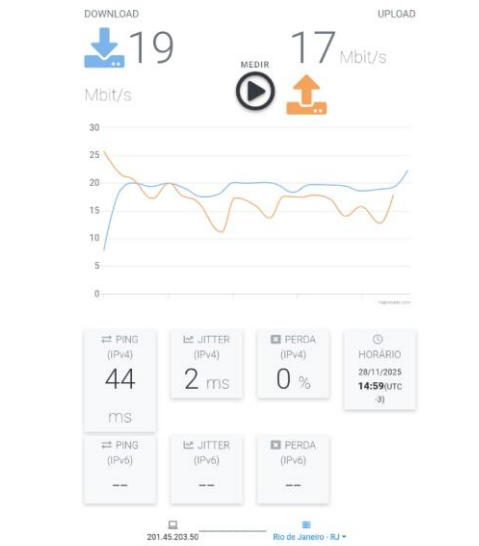 DOWNLOAD
UPLOAD
19
Mbit/s
MEDIR
17 Mbit/s
30
25
20
15
10
5
0
PING
(IPv4)
44
ms
JITTER
(IPv4)
2 ms
PERDA
(IPv4)
0 %
HORÁRIO
28/11/2025
14:59(UTC
-3)
PING
(IPv6)
--
JITTER
(IPv6)
--
PERDA
(IPv6)
--
201.45.203.50
Rio de Janeiro - RJ